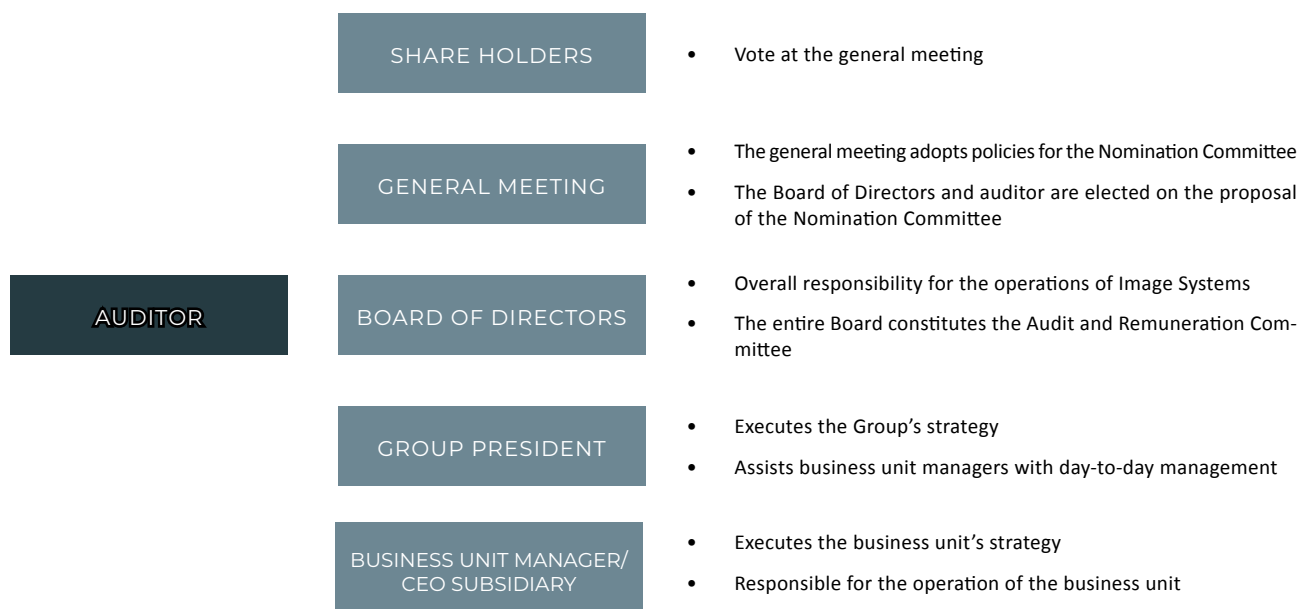 SHARE HOLDERS
• Vote at the general meeting
GENERAL MEETING
• The general meeting adopts policies for the Nomination Committee
• The Board of Directors and auditor are elected on the proposal
of the Nomination Committee
AUDITOR
BOARD OF DIRECTORS
• Overall responsibility for the operations of Image Systems
• The entire Board constitutes the Audit and Remuneration Com-
mittee
GROUP PRESIDENT
• Executes the Group’s strategy
• Assists business unit managers with day-to-day management
BUSINESS UNIT MANAGER/
CEO SUBSIDIARY
• Executes the business unit’s strategy
• Responsible for the operation of the business unit